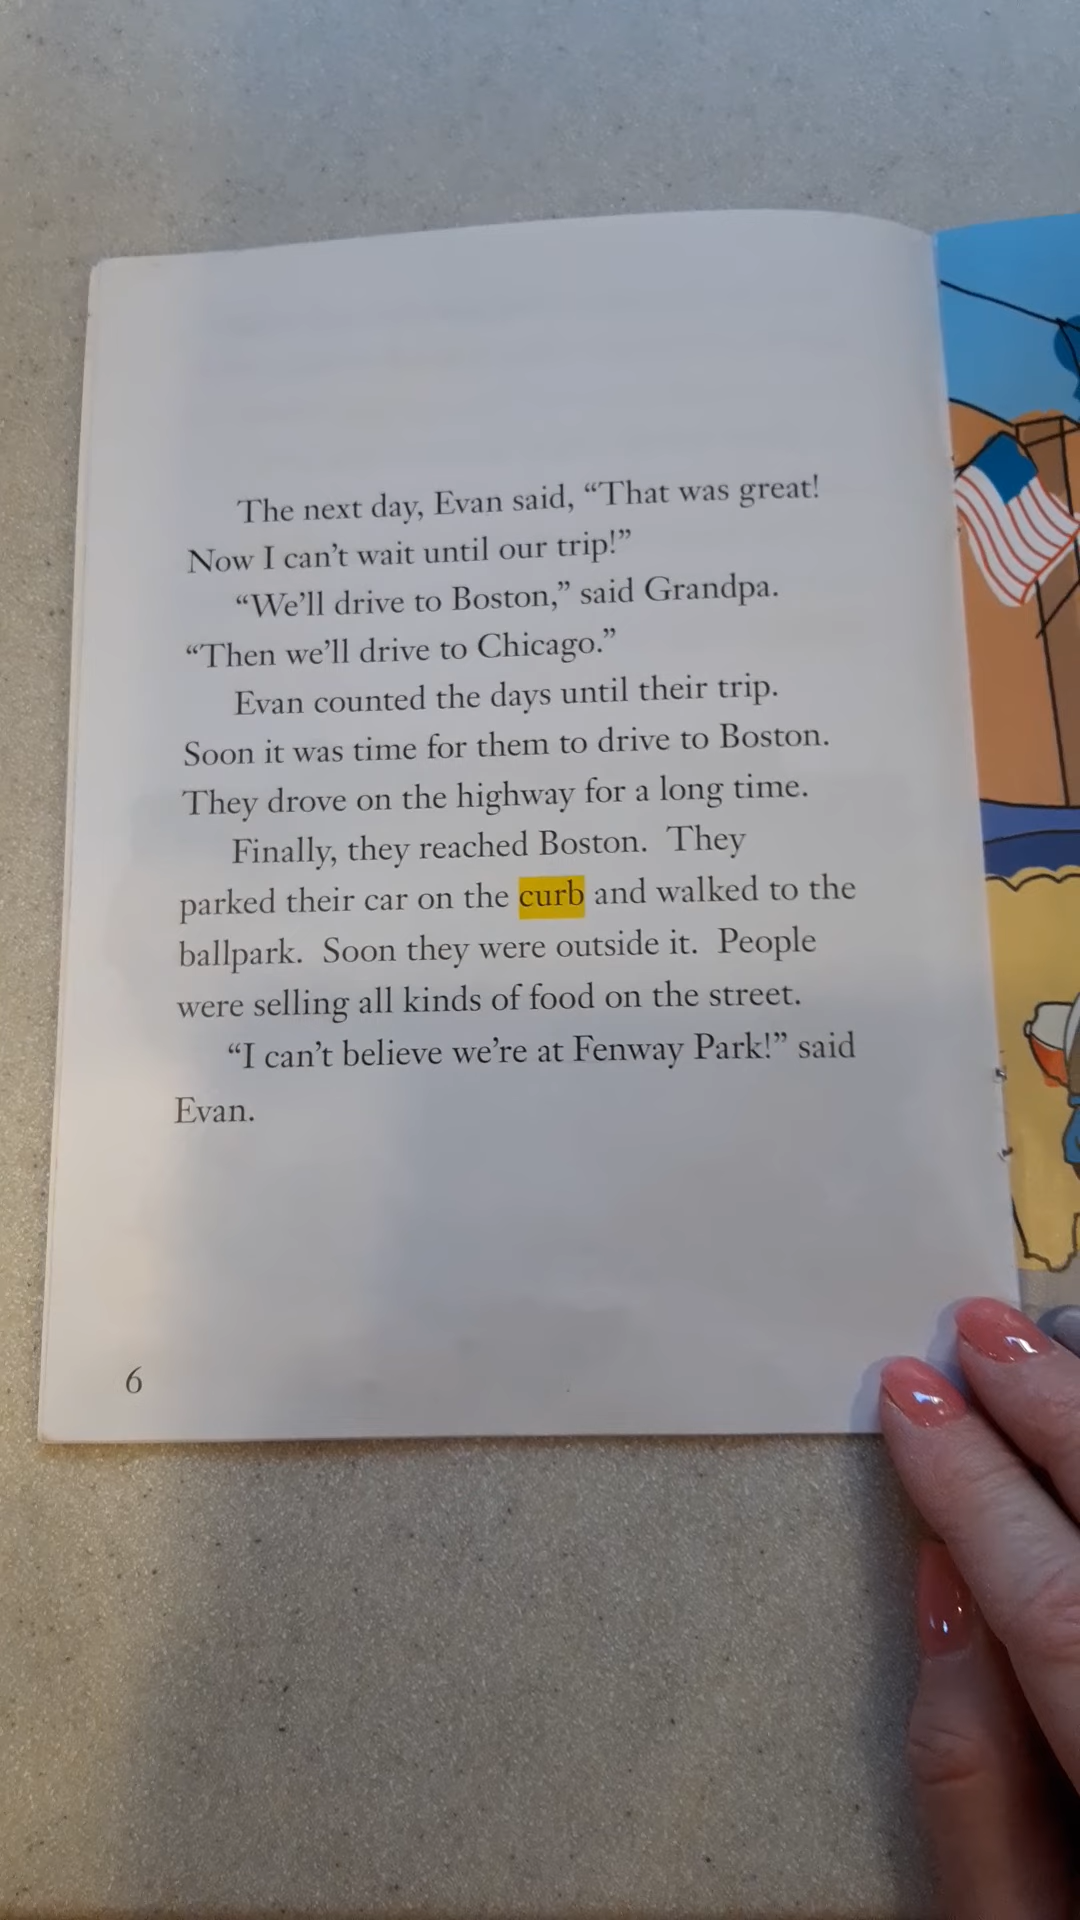 The next day, Evan said, “That was great!
Now I can’t wait until our trip!”
“We’ll drive to Boston,” said Grandpa.
“Then we’ll drive to Chicago.”
Evan counted the days until their trip.
Soon it was time for them to drive to Boston.
They drove on the highway for a long time.
Finally, they reached Boston. They
parked their car on the curb and walked to the
ballpark. Soon they were outside it. People
were selling all kinds of food on the street.
“I can’t believe we’re at Fenway Park!” said
Evan.
6